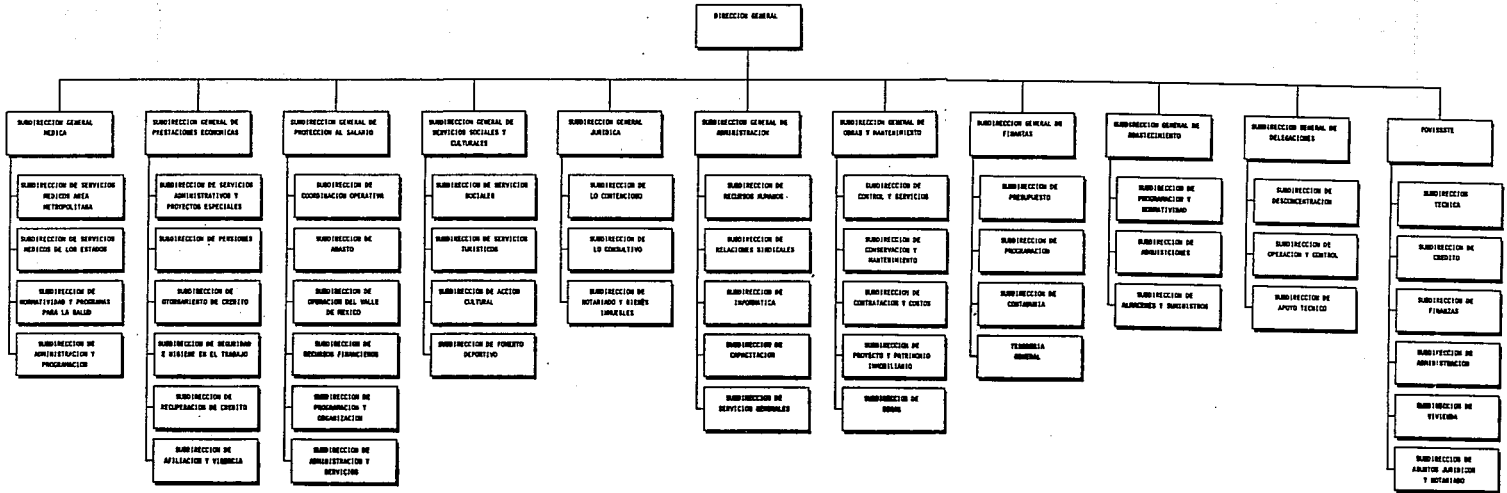 DIRECCION GENERAL
SUBDIRECCION GENERAL
MEDICA
SUBDIRECCION DE SERVICIOS
MEDICOS AREA
METROPOLITANA
SUBDIRECCION DE SERVICIOS
MEDICOS DE LOS ESTADOS
SUBDIRECCION DE
NORMATIVIDAD Y PROGRAMAS
PARA LA SALUD
SUBDIRECCION DE
ADMINISTRACION Y
PROGRAMACION
SUBDIRECCION GENERAL DE
PRESTACIONES ECONOMICAS
SUBDIRECCION DE SERVICIOS
ADMINISTRATIVOS Y
PROYECTOS ESPECIALES
SUBDIRECCION DE PENSIONES
SUBDIRECCION DE
OTORGAMIENTO DE CREDITO
SUBDIRECCION DE SEGURIDAD
E HIGIENE EN EL TRABAJO
SUBDIRECCION DE
RECUPERACION DE CREDITO
SUBDIRECCION DE
AFILIACION Y VIGENCIA
SUBDIRECCION GENERAL DE
PROTECCION AL SALARIO
SUBDIRECCION DE
COORDINACION OPERATIVA
SUBDIRECCION DE
ABASTO
SUBDIRECCION DE
OPERACION DEL VALLE
DE MEXICO
SUBDIRECCION DE
RECURSOS FINANCIEROS
SUBDIRECCION DE
PROGRAMACION Y
ORGANIZACION
SUBDIRECCION DE
ADMINISTRACION Y
SERVICIOS
SUBDIRECCION GENERAL DE
SERVICIOS SOCIALES Y
CULTURALES
SUBDIRECCION DE SERVICIOS
SOCIALES
SUBDIRECCION DE SERVICIOS
TURISTICOS
SUBDIRECCION DE ACCION
CULTURAL
SUBDIRECCION DE FOMENTO
DEPORTIVO
SUBDIRECCION GENERAL
JURIDICA
SUBDIRECCION DE
LO CONTENCIOSO
SUBDIRECCION DE
LO CONSULTIVO
SUBDIRECCION DE
NOTARIADO Y BIENES
INMUEBLES
SUBDIRECCION GENERAL DE
ADMINISTRACION
SUBDIRECCION DE
RECURSOS HUMANOS
SUBDIRECCION DE
RELACIONES SINDICALES
SUBDIRECCION DE
INFORMATICA
SUBDIRECCION DE
CAPACITACION
SUBDIRECCION DE
SERVICIOS GENERALES
SUBDIRECCION GENERAL DE
OBRAS Y MANTENIMIENTO
SUBDIRECCION DE
CONTROL Y SERVICIOS
SUBDIRECCION DE
CONSERVACION Y
MANTENIMIENTO
SUBDIRECCION DE
CONTRATACION Y COSTOS
SUBDIRECCION DE
PROYECTO Y PATRIMONIO
INMOBILIARIO
SUBDIRECCION DE
OBRAS
SUBDIRECCION GENERAL DE
FINANZAS
SUBDIRECCION DE
PRESUPUESTO
SUBDIRECCION DE
PROGRAMACION
SUBDIRECCION DE
CONTADURIA
TESORERIA
GENERAL
SUBDIRECCION GENERAL DE
ABASTECIMIENTO
SUBDIRECCION DE
PROGRAMACION Y
NORMATIVIDAD
SUBDIRECCION DE
ADQUISICIONES
SUBDIRECCION DE
ALMACENES Y SUMINISTROS
SUBDIRECCION GENERAL DE
DELEGACIONES
SUBDIRECCION DE
DESCONCENTRACION
SUBDIRECCION DE
OPERACION Y CONTROL
SUBDIRECCION DE
APOYO TECNICO
FOVISSSTE
SUBDIRECCION
TECNICA
SUBDIRECCION DE
CREDITO
SUBDIRECCION DE
FINANZAS
SUBDIRECCION DE
ADMINISTRACION
SUBDIRECCION DE
VIVIENDA
SUBDIRECCION DE
ASUNTOS JURIDICOS
Y NOTARIADO